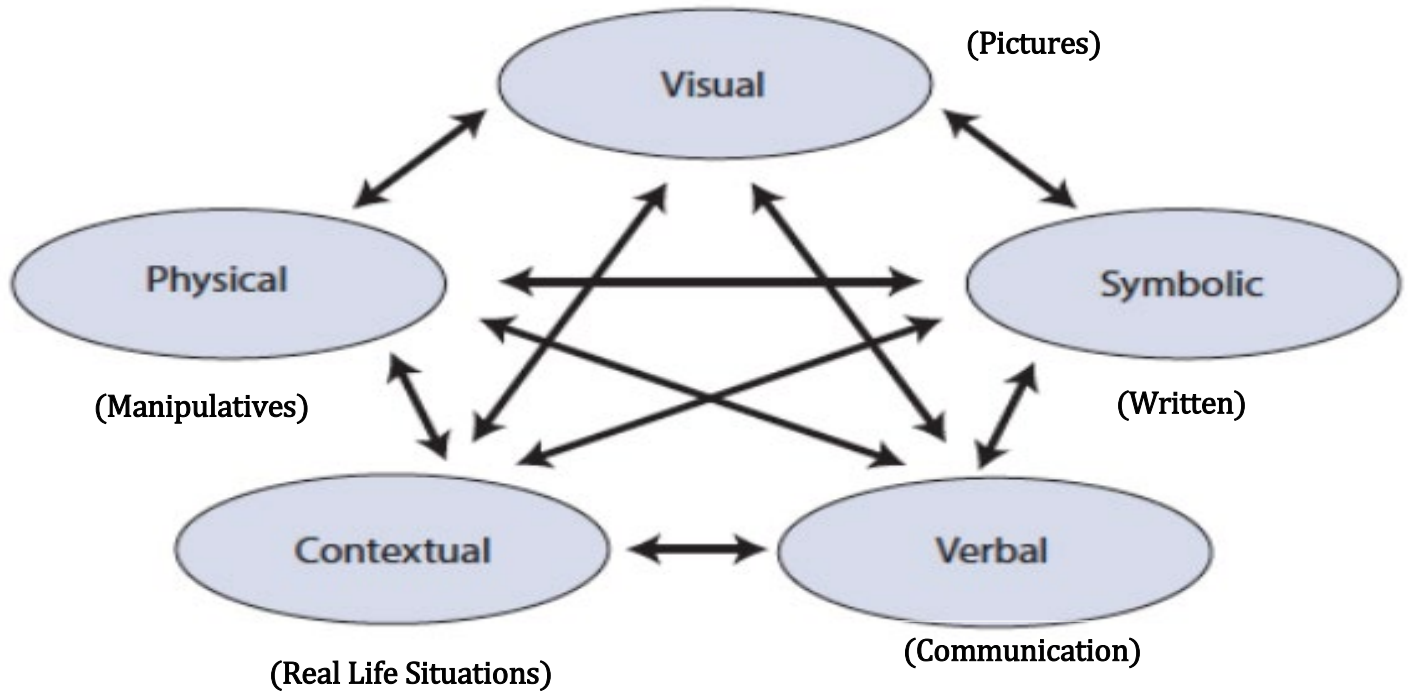 (Pictures)
Visual
Physical
Symbolic
(Manipulatives)
(Written)
Contextual
Verbal
(Communication)
(Real Life Situations)